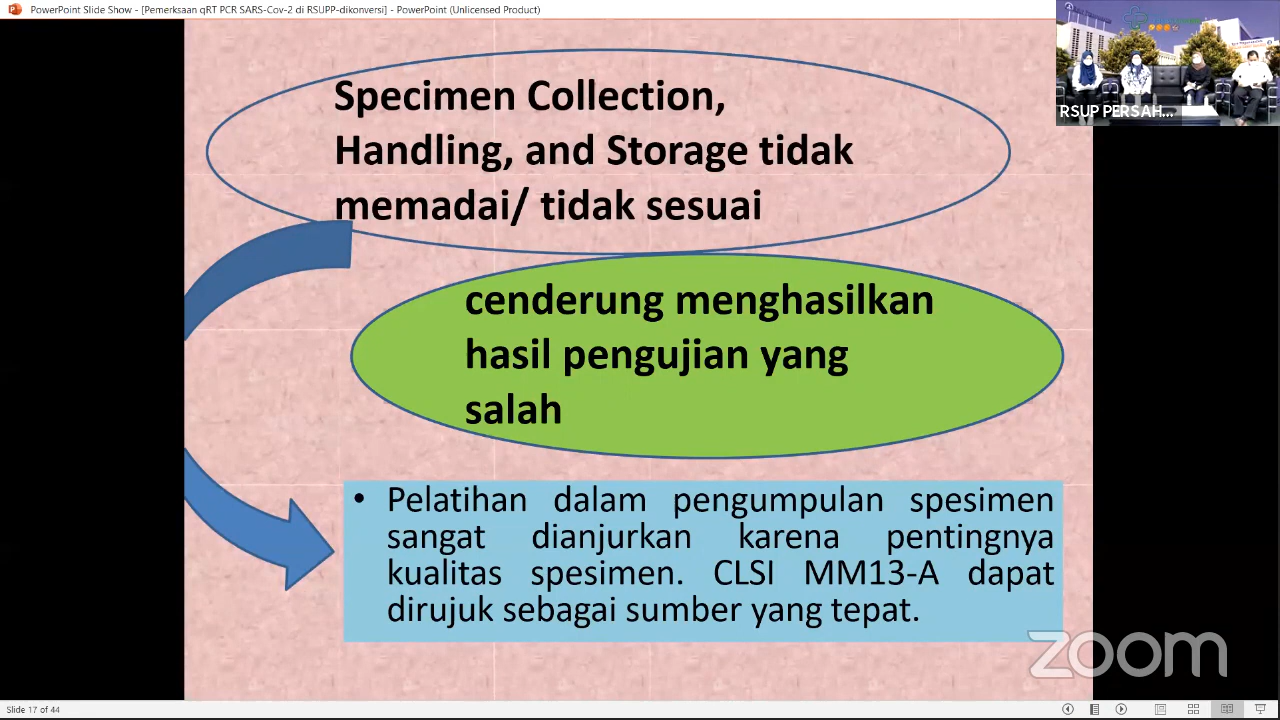 PowerPoint Slide Show - [Pemerksaan qRT PCR SARS-Cov-2 di RSUPP-dikonversi] - PowerPoint (Unlicensed Product)
RSUP PERSAH...
Specimen Collection,
Handling, and Storage tidak
memadai/ tidak sesuai
cenderung menghasilkan
hasil pengujian yang
salah
• Pelatihan dalam pengumpulan spesimen
sangat dianjurkan karena pentingnya
kualitas spesimen. CLSI MM13-A dapat
dirujuk sebagai sumber yang tepat.
zoom
Slide 17 of 44